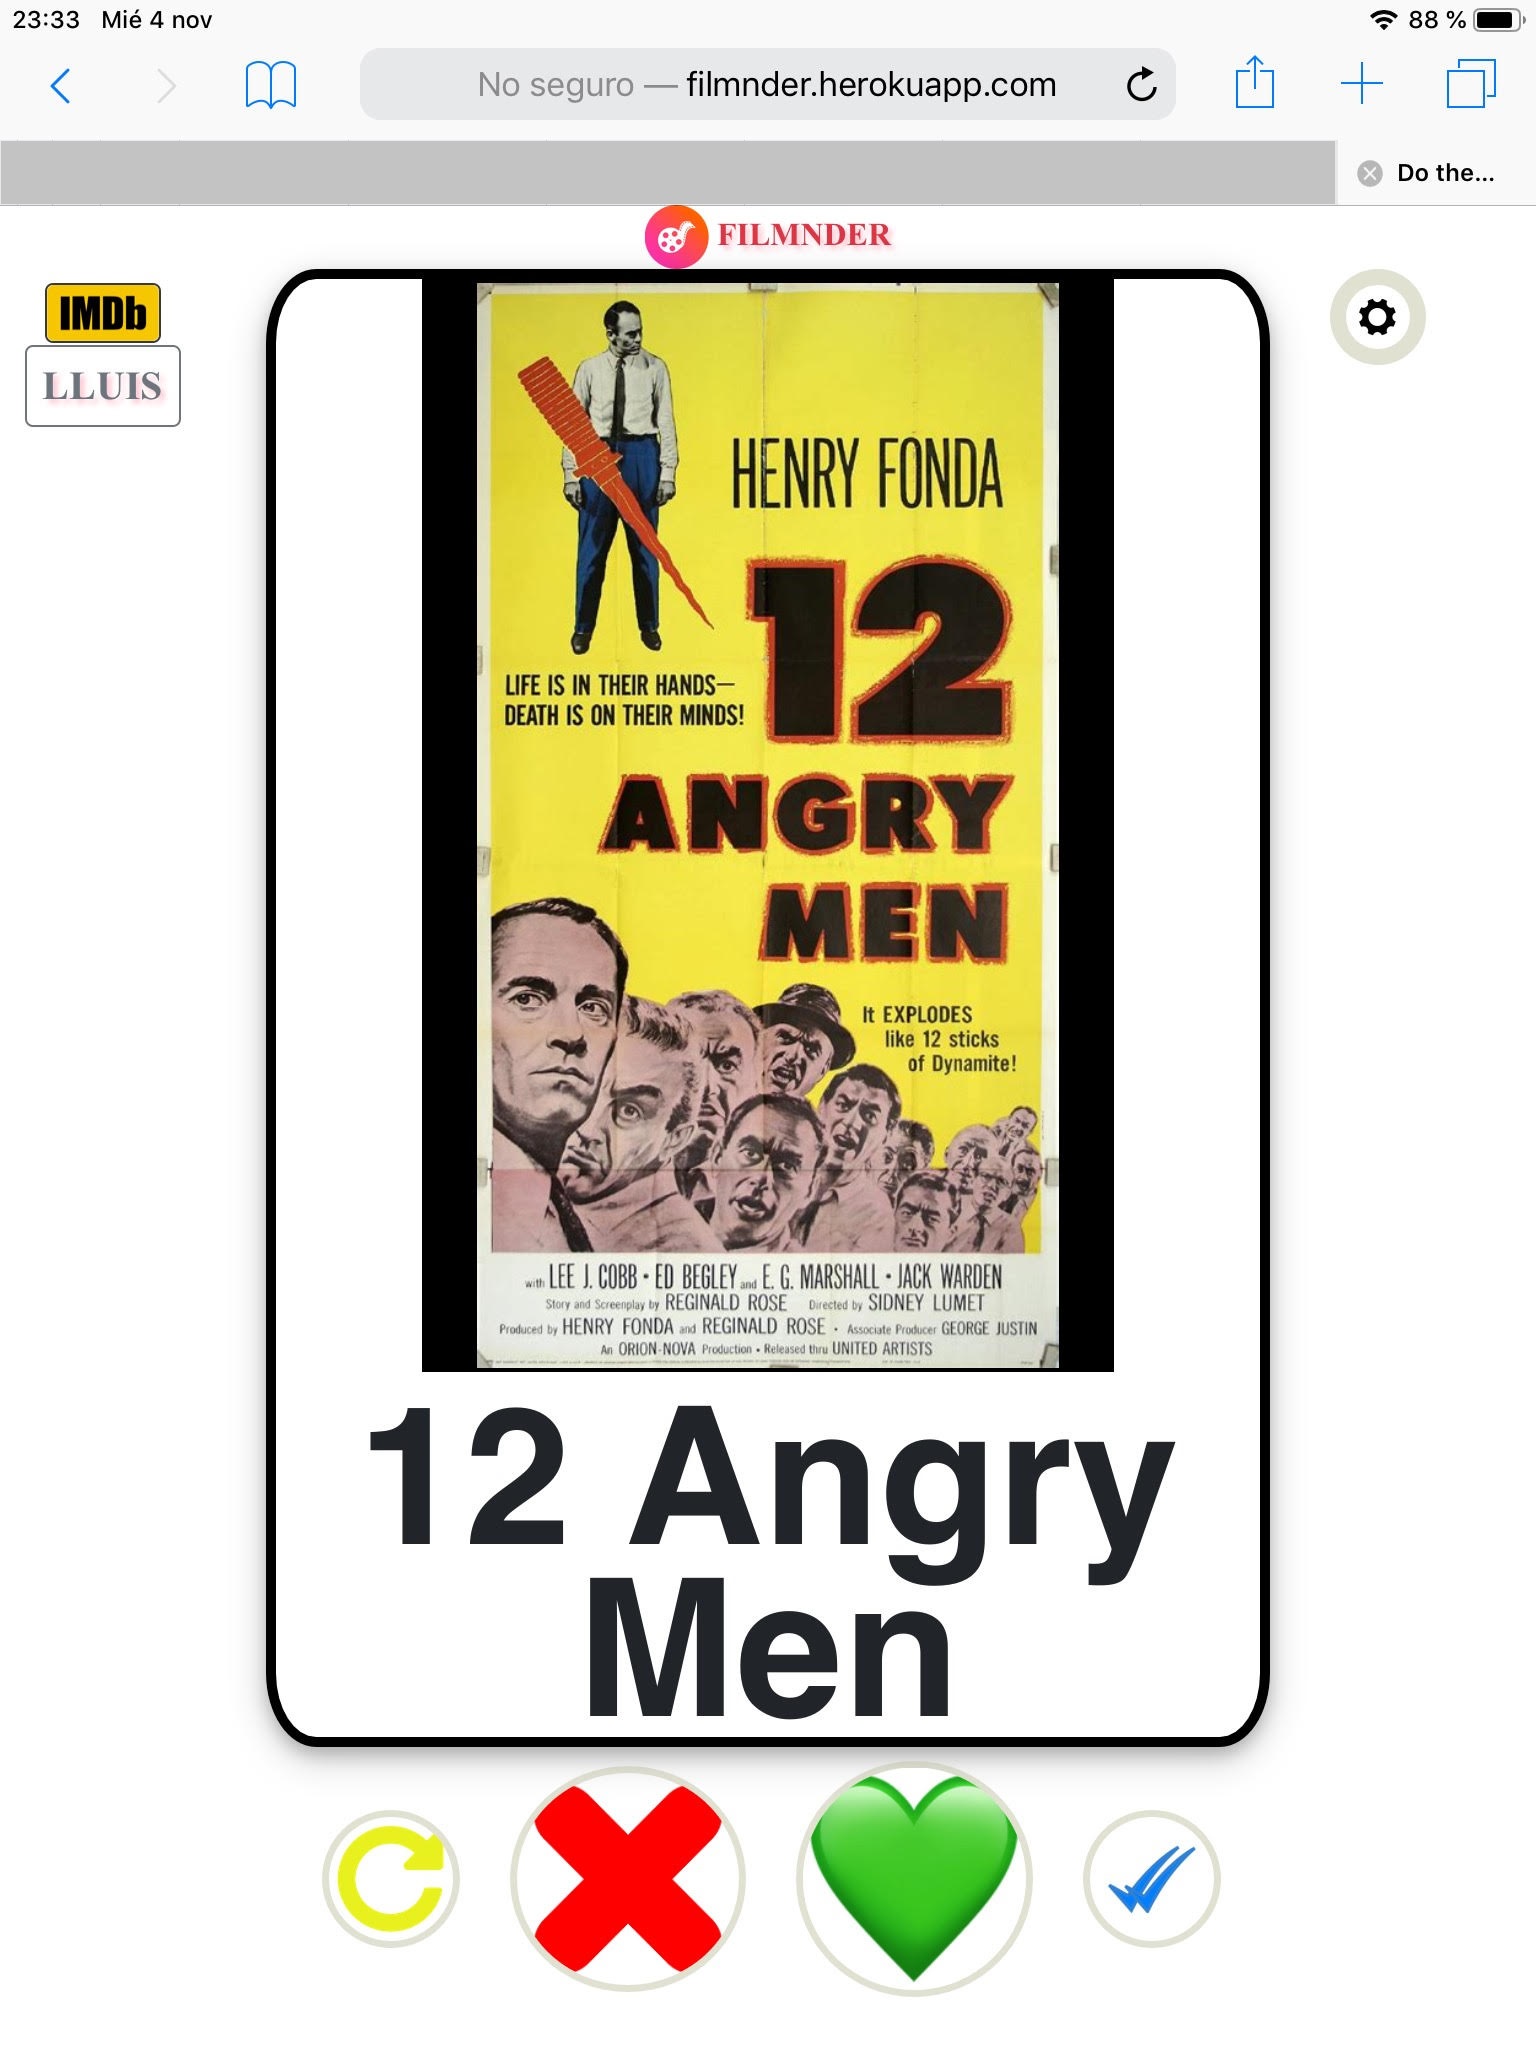 23:33 Mié 4 nov
88 %
No seguro — filmnder.herokuapp.com
Do the...
FILMNDER
IMDb
LLUIS
HENRY FONDA
12
ANGRY
MEN
LIFE IS IN THEIR HANDS—
DEATH IS ON THEIR MINDS!
It EXPLODES
like 12 sticks
of Dynamite!
with LEE J. COBB • ED BEGLEY and E. G. MARSHALL • JACK WARDEN
Story and Screenplay by REGINALD ROSE Directed by SIDNEY LUMET
Produced by HENRY FONDA and REGINALD ROSE • Associate Producer GEORGE JUSTIN
An ORION-NOVA Production • Released thru UNITED ARTISTS
12 Angry
Men